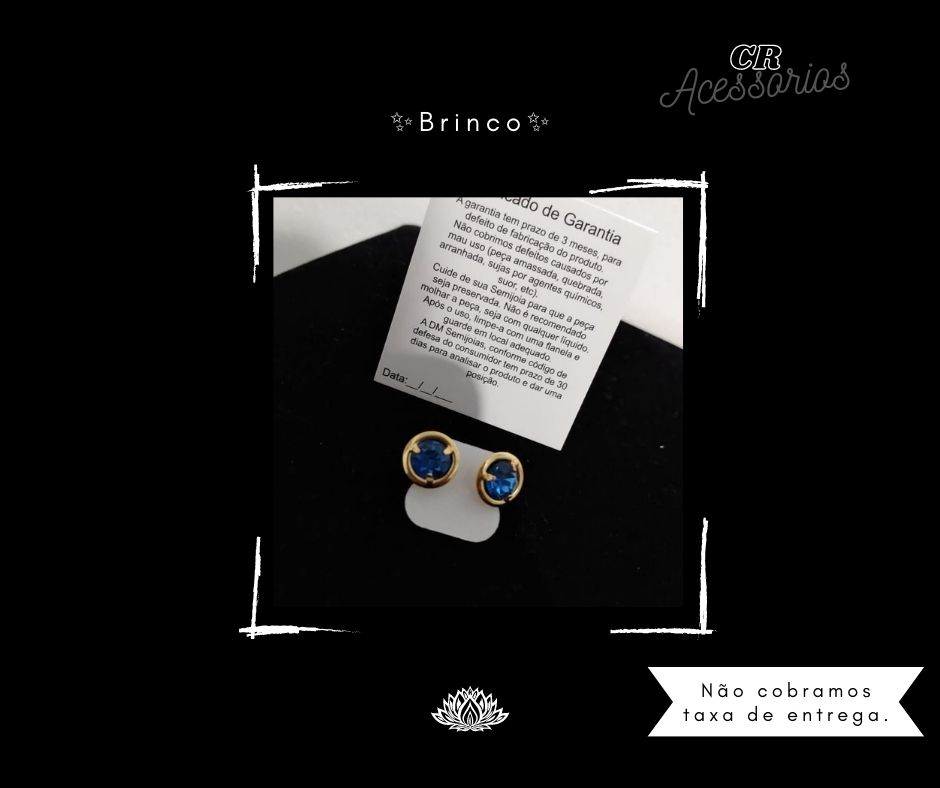 CR
Acessorios
Brinco
cado de Garantia
A garantia tem prazo de 3 meses, para
defeito de fabricação do produto.
Não cobrimos defeitos causados por
mau uso (peça amassada, quebrada,
arranhada, sujas por agentes químicos,
suor, etc).
Cuide de sua Semijoia para que a peça
seja preservada. Não é recomendado
molhar a peça, seja com qualquer líquido.
Após o uso, limpe-a com uma flanela e
guarde em local adequado.
A DM Semijoias, conforme código de
defesa do consumidor tem prazo de 30
dias para analisar o produto e dar uma
posição.
Data:__/__/__
Não cobramos
taxa de entrega.